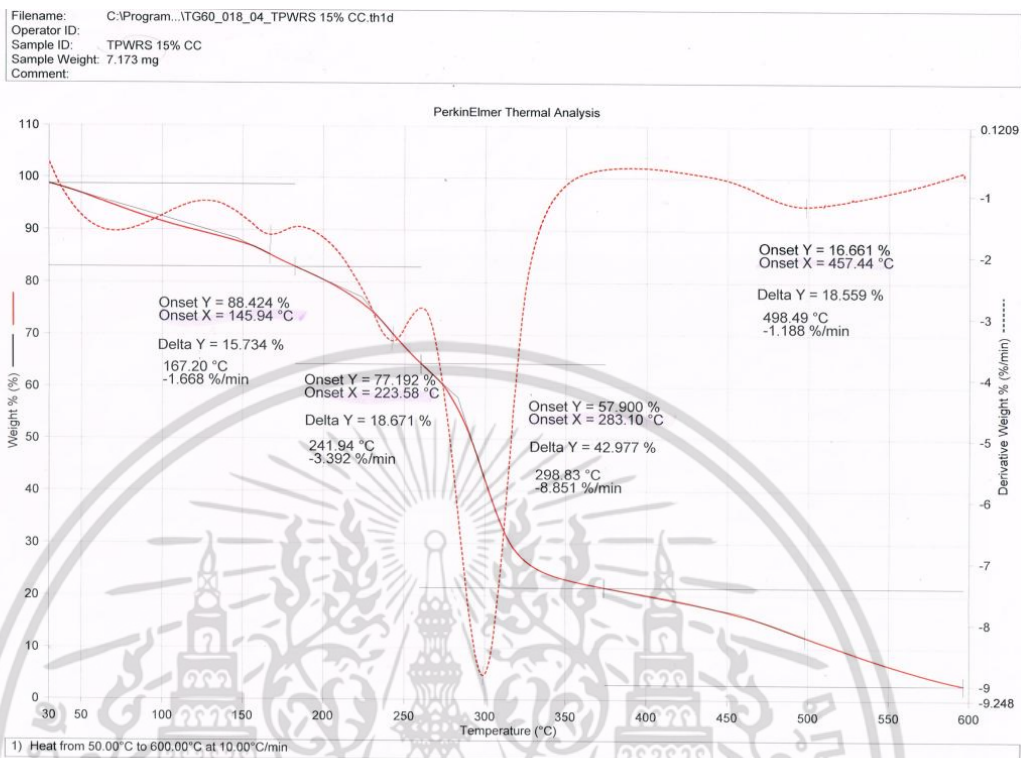 Filename: C:\Program...\TG60_018_04_TPWRS 15% CC.th1d
Operator ID:
Sample ID: TPWRS 15% CC
Sample Weight: 7.173 mg
Comment:
PerkinElmer Thermal Analysis
110
100
90
80
70
60
50
40
30
20
10
0
Weight % (%)
0.1209
-1
-2
-3
-4
-5
-6
-7
-8
-9
-9.248
Derivative Weight % (%/min)
Onset Y = 88.424 %
Onset X = 145.94 °C
Delta Y = 15.734 %
167.20 °C
-1.668 %/min
Onset Y = 77.192 %
Onset X = 223.58 °C
Delta Y = 18.671 %
241.94 °C
-3.392 %/min
Onset Y = 57.900 %
Onset X = 283.10 °C
Delta Y = 42.977 %
298.83 °C
-8.851 %/min
Onset Y = 16.661 %
Onset X = 457.44 °C
Delta Y = 18.559 %
498.49 °C
-1.188 %/min
30 50 100 150 200 250 300 350 400 450 500 550 600
Temperature (°C)
1) Heat from 50.00°C to 600.00°C at 10.00°C/min